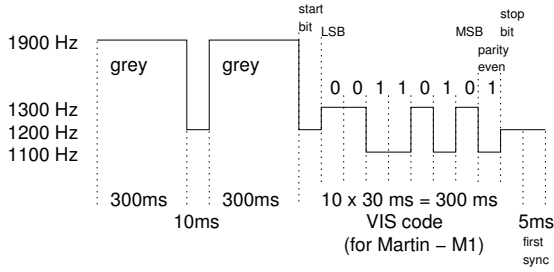 start
bit
LSB
MSB
stop
bit
parity
even
1900 Hz
grey
grey
0 0 1 1 0 1 0 1
1300 Hz
1200 Hz
1100 Hz
300ms
10ms
300ms
10 x 30 ms = 300 ms
VIS code
(for Martin − M1)
5ms
first
sync